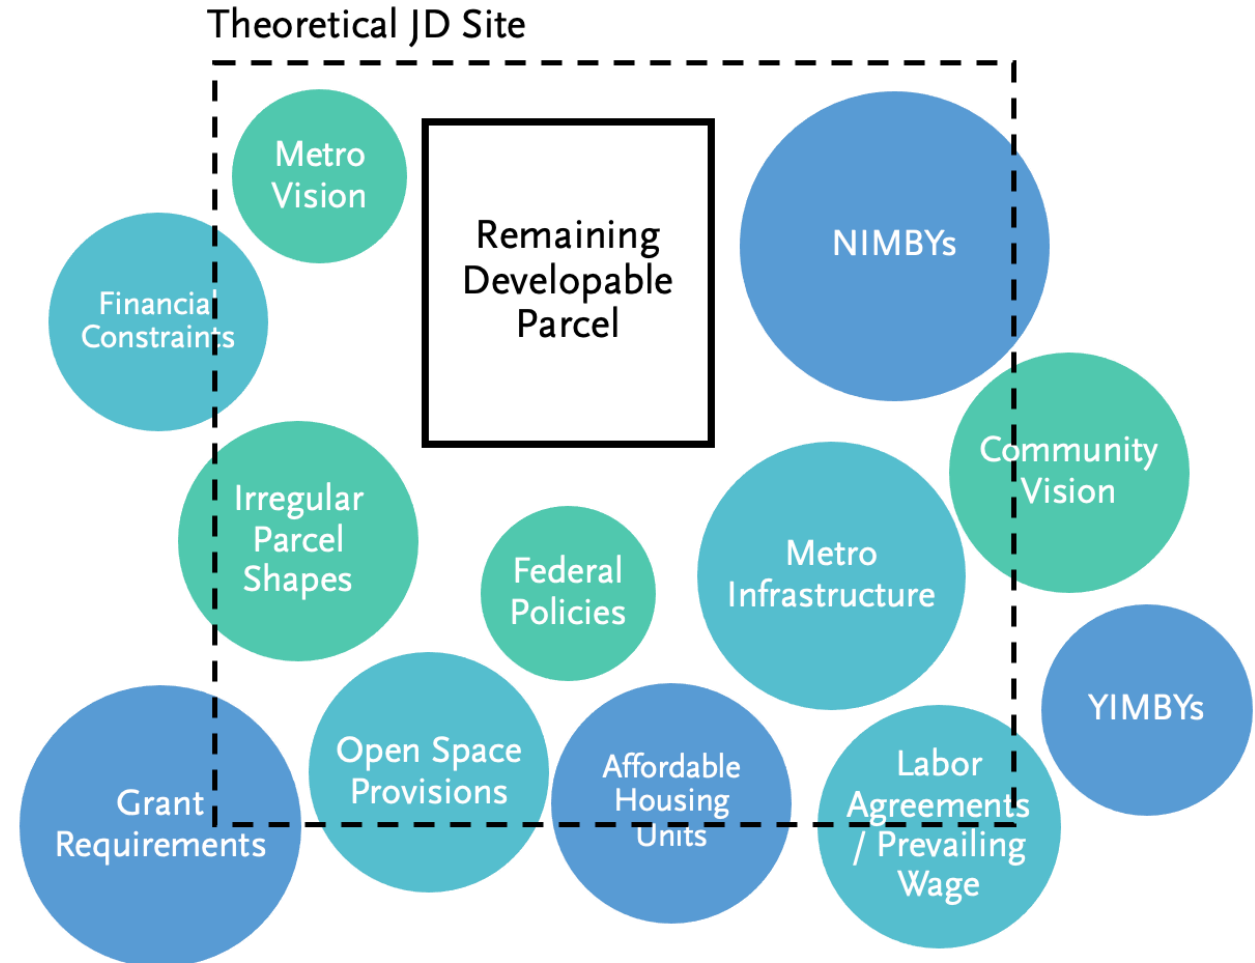 Theoretical JD Site
Metro
Vision
Remaining
Developable
Parcel
NIMBYs
Financial
Constraints
Community
Vision
Irregular
Parcel
Shapes
Federal
Policies
Metro
Infrastructure
YIMBYs
Open Space
Provisions
Affordable
Housing
Units
Labor
Agreements
/ Prevailing
Wage
Grant
Requirements